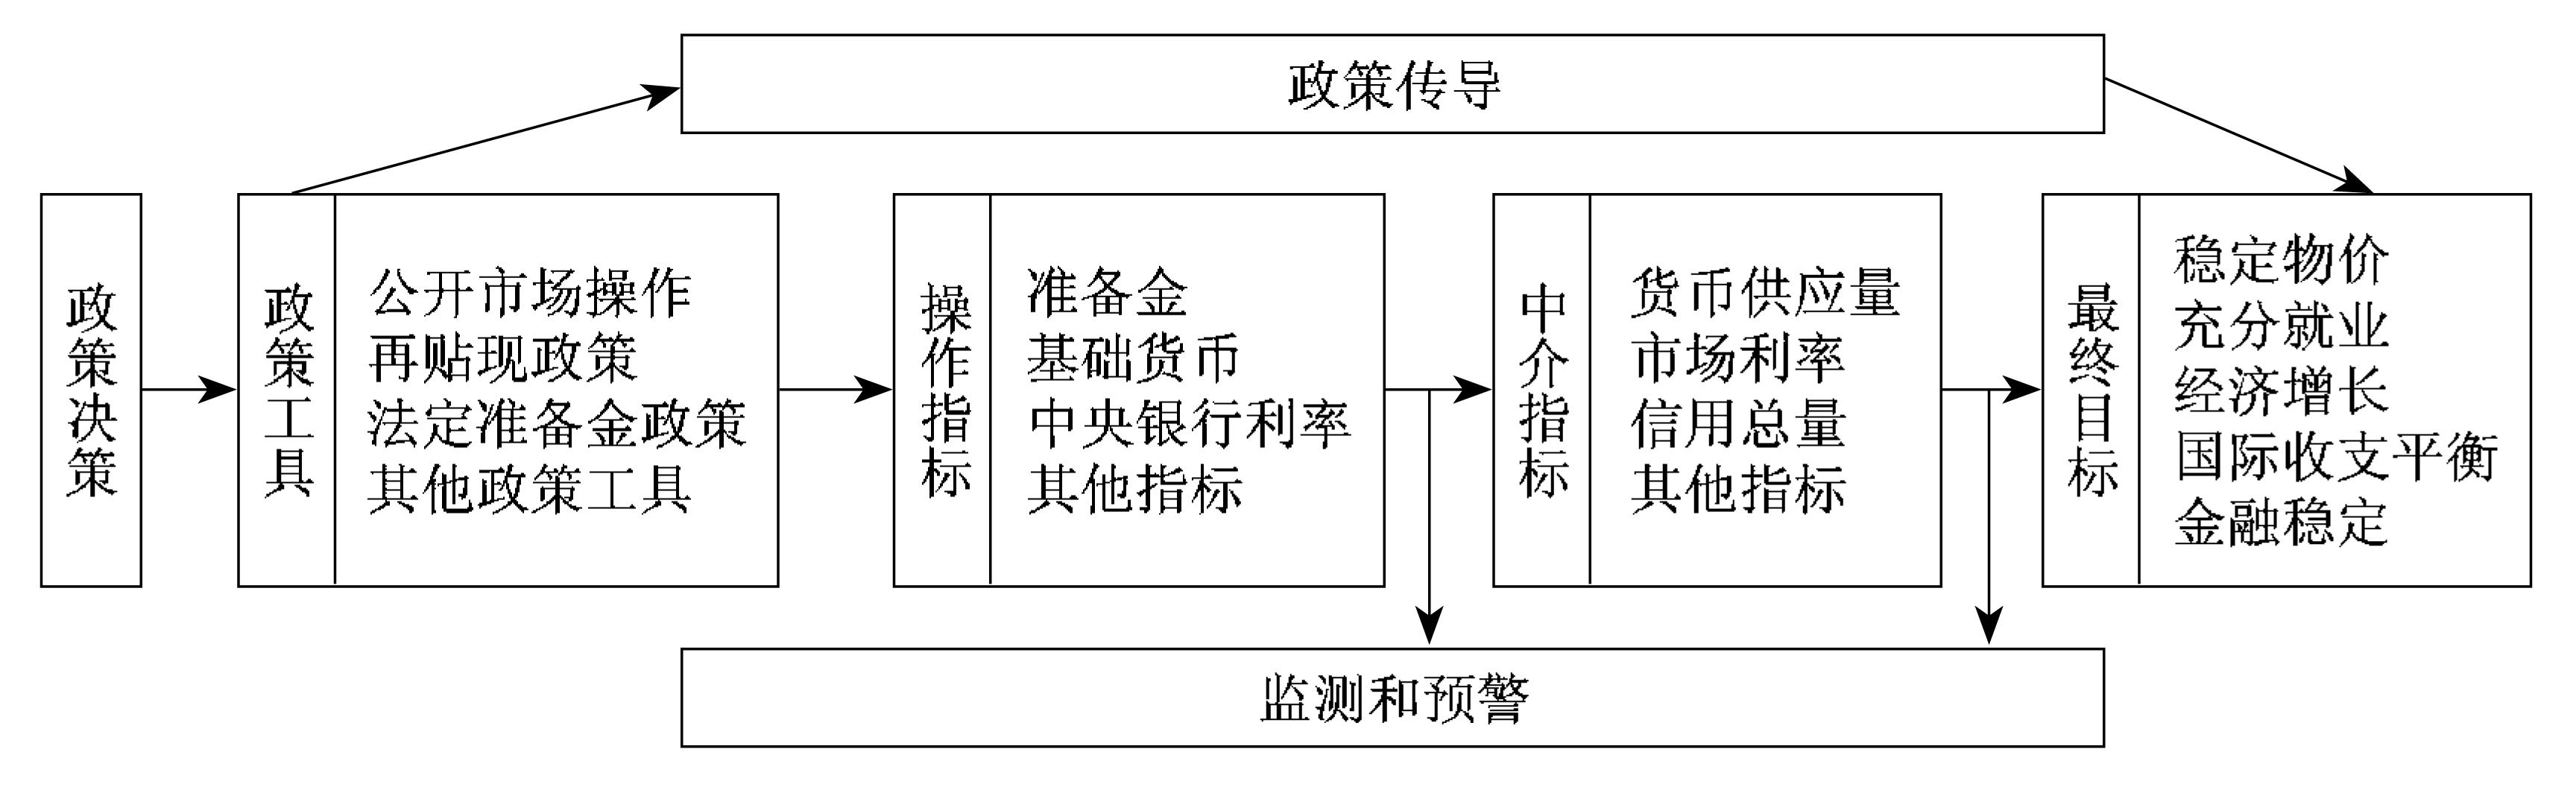 政策传导
政策决策
政策工具
公开市场操作
再贴现政策
法定准备金政策
其他政策工具
操作指标
准备金
基础货币
中央银行利率
其他指标
中介指标
货币供应量
市场利率
信用总量
其他指标
最终目标
稳定物价
充分就业
经济增长
国际收支平衡
金融稳定
监测和预警